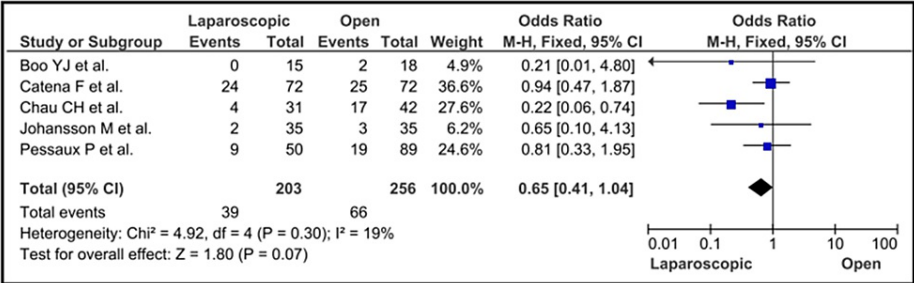 Laparoscopic Open Odds Ratio Odds Ratio
Study or Subgroup Events Total Events Total Weight M-H, Fixed, 95% CI M-H, Fixed, 95% CI
Boo YJ et al. 0 15 2 18 4.9% 0.21 [0.01, 4.80]
Catena F et al. 24 72 25 72 36.6% 0.94 [0.47, 1.87]
Chau CH et al. 4 31 17 42 27.6% 0.22 [0.06, 0.74]
Johansson M et al. 2 35 3 35 6.2% 0.65 [0.10, 4.13]
Pessaux P et al. 9 50 19 89 24.6% 0.81 [0.33, 1.95]
Total (95% CI) 203 256 100.0% 0.65 [0.41, 1.04]
Total events 39 66
Heterogeneity: Chi² = 4.92, df = 4 (P = 0.30); I² = 19%
Test for overall effect: Z = 1.80 (P = 0.07)
0.01 0.1 1 10 100
Laparoscopic Open